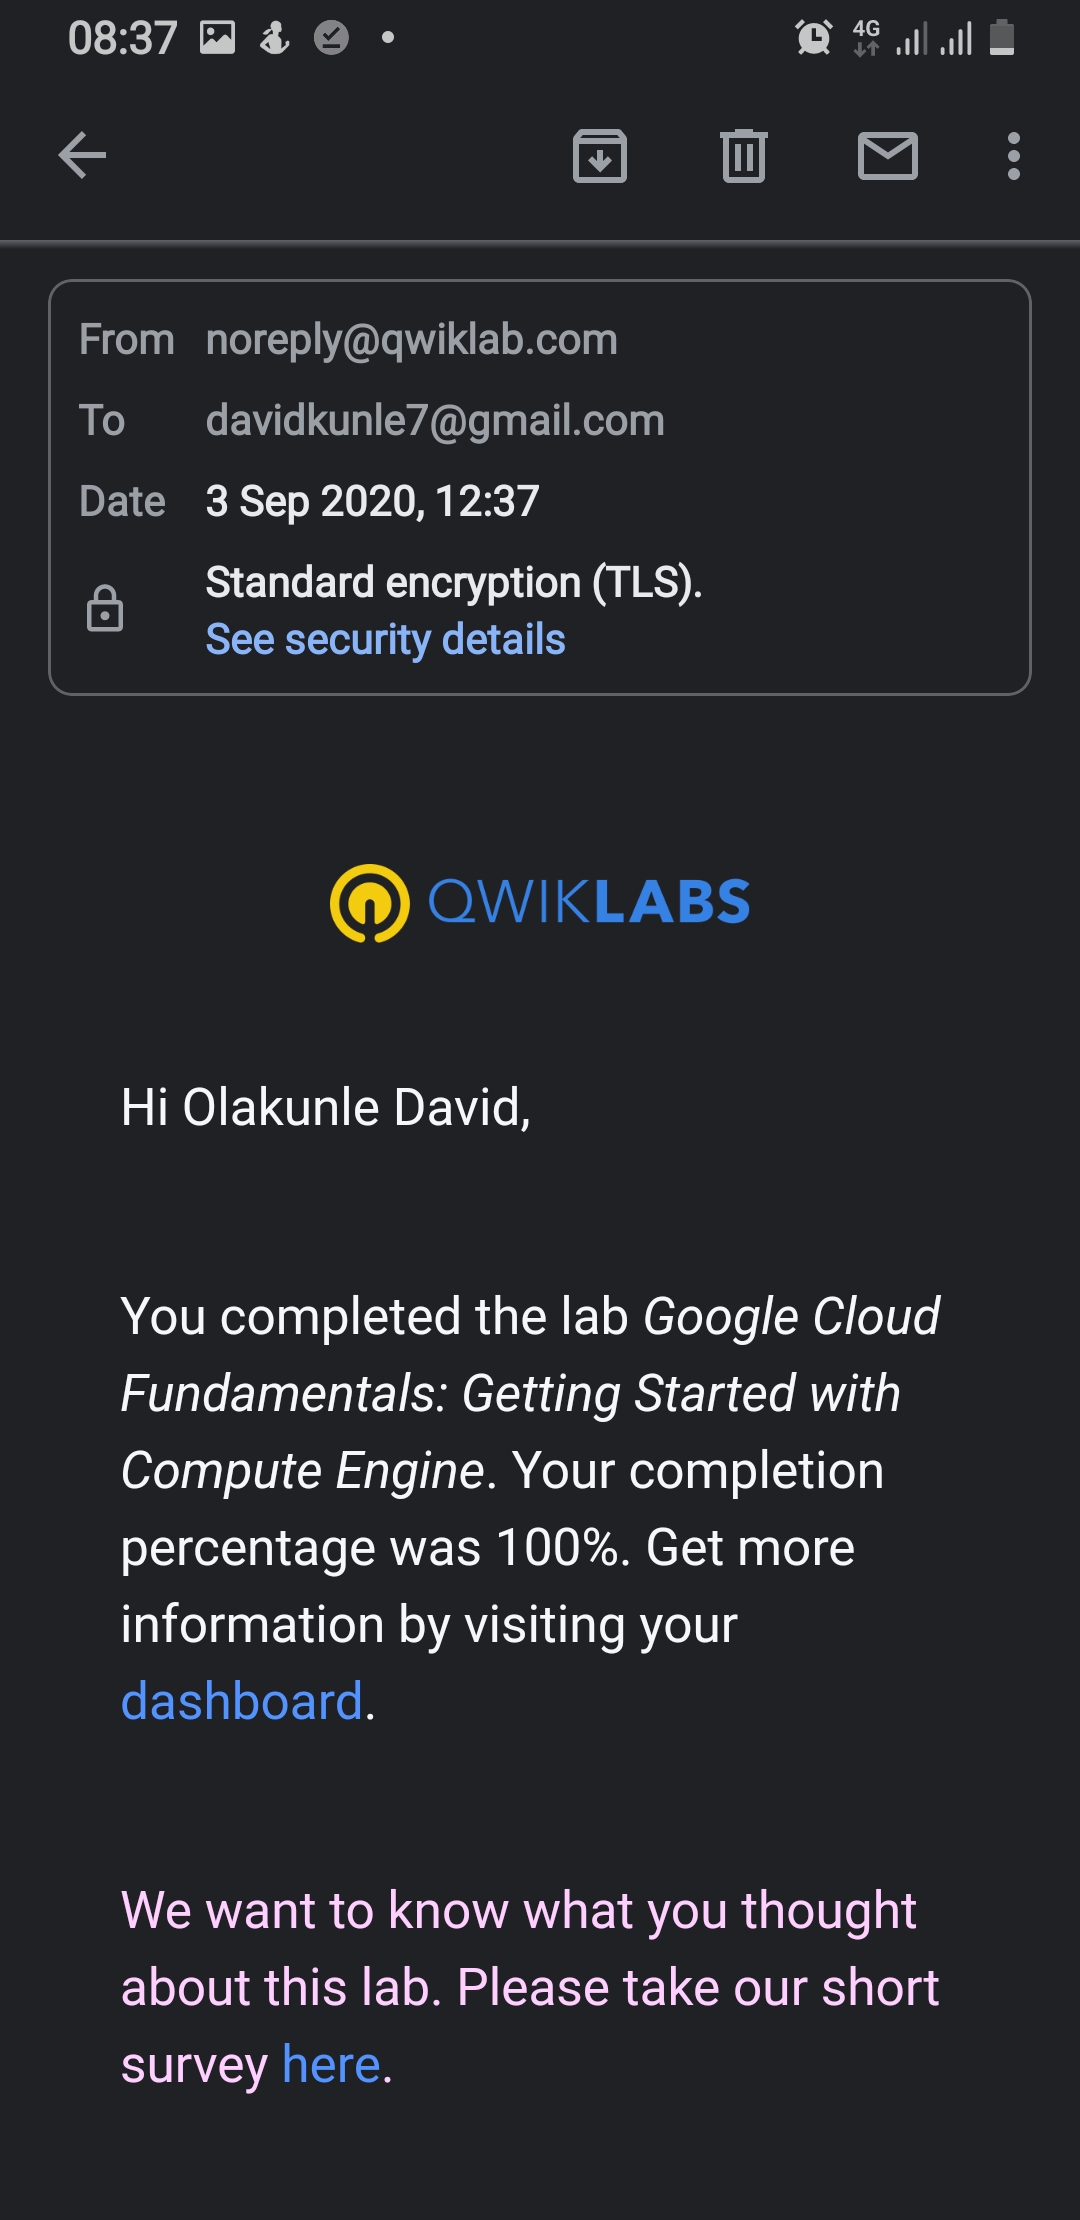 08:37 4G
From noreply@qwiklab.com
To davidkunle7@gmail.com
Date 3 Sep 2020, 12:37
Standard encryption (TLS).
See security details
QWIKLABS
Hi Olakunle David,
You completed the lab Google Cloud
Fundamentals: Getting Started with
Compute Engine. Your completion
percentage was 100%. Get more
information by visiting your
dashboard.
We want to know what you thought
about this lab. Please take our short
survey here.